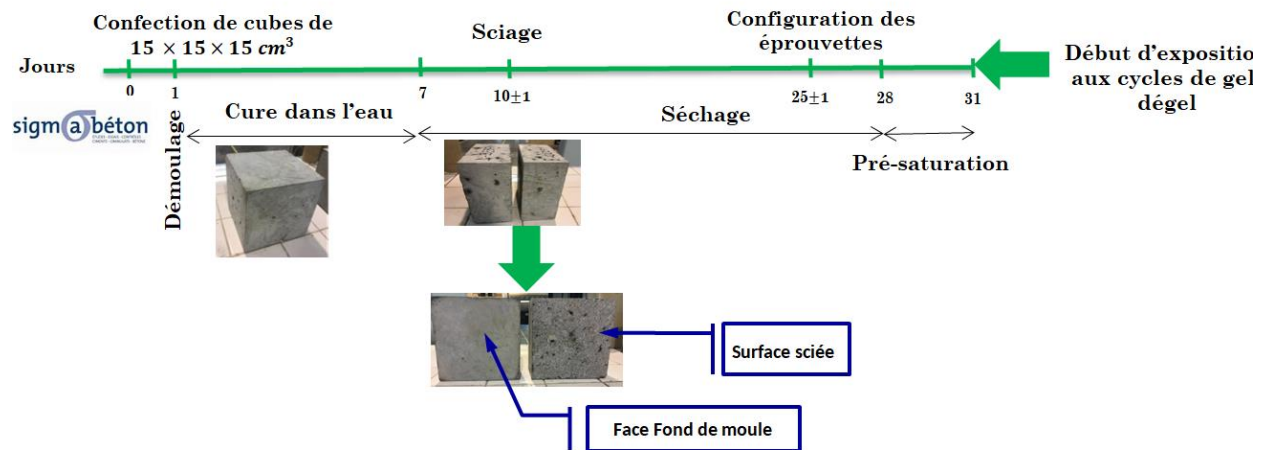 Confection de cubes de
15 × 15 × 15 cm³
Sciage
Configuration des
éprouvettes
Jours
Début d'exposition
aux cycles de gel
dégel
0
1
7
10±1
25±1
28
31
sigm@béton
Démoulage
Cure dans l'eau
Séchage
Pré-saturation
Surface sciée
Face Fond de moule